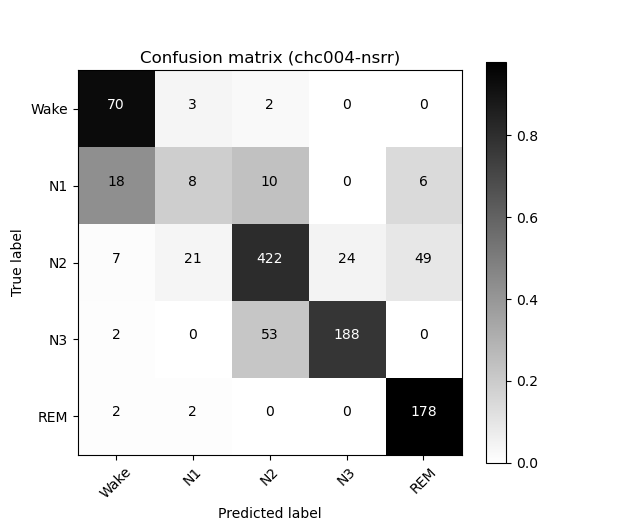 Confusion matrix (chc004-nsrr)
Wake 70 3 2 0 0
N1 18 8 10 0 6
N2 7 21 422 24 49
N3 2 0 53 188 0
REM 2 2 0 0 178
Wake N1 N2 N3 REM
Predicted label
True label
0.8
0.6
0.4
0.2
0.0